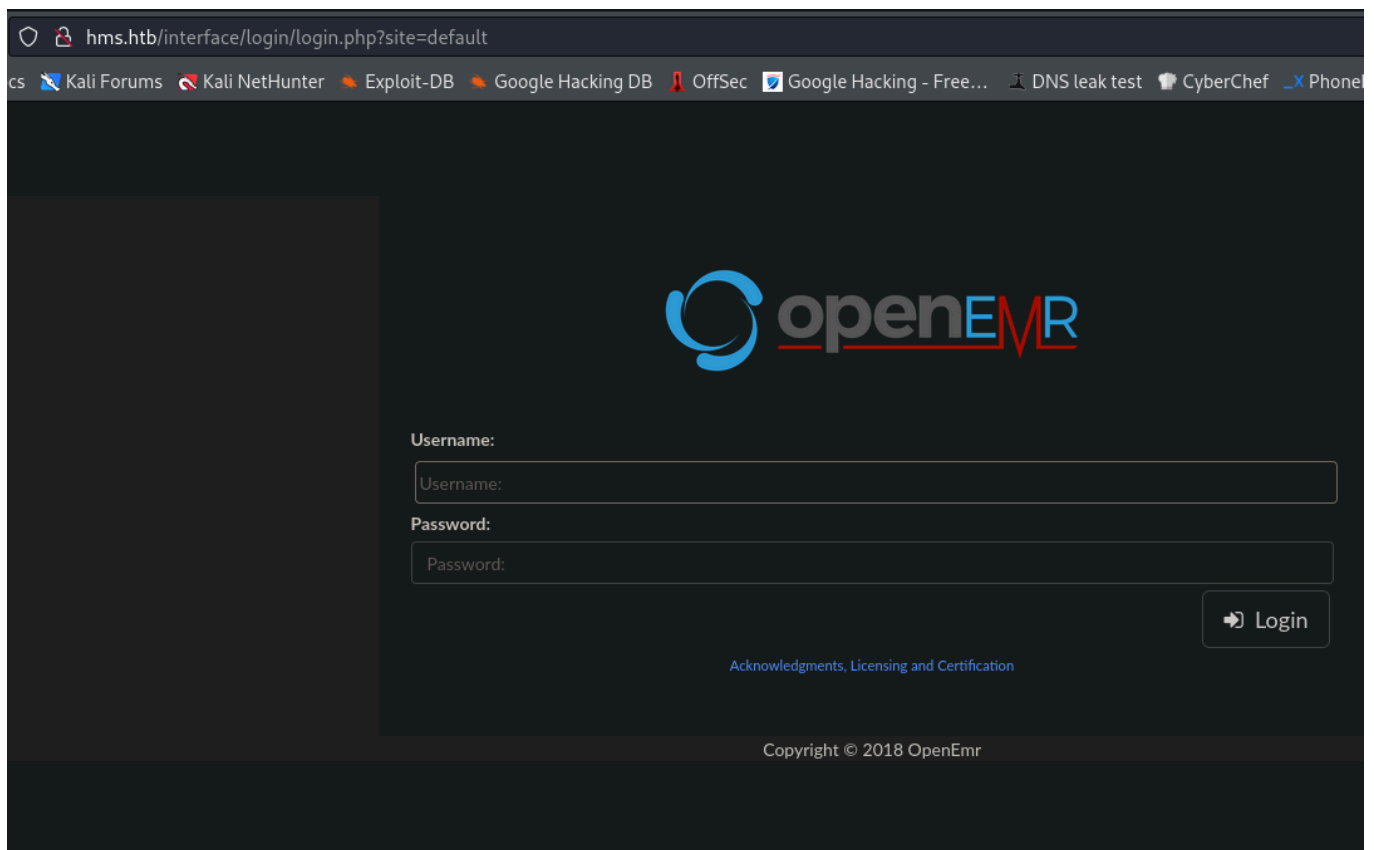 hms.htb/interface/login/login.php?site=default
cs Kali Forums Kali NetHunter Exploit-DB Google Hacking DB OffSec Google Hacking - Free... DNS leak test CyberChef _X Phone
openEMR
Username:
Username:
Password:
Password:
Login
Acknowledgments, Licensing and Certification
Copyright © 2018 OpenEmr